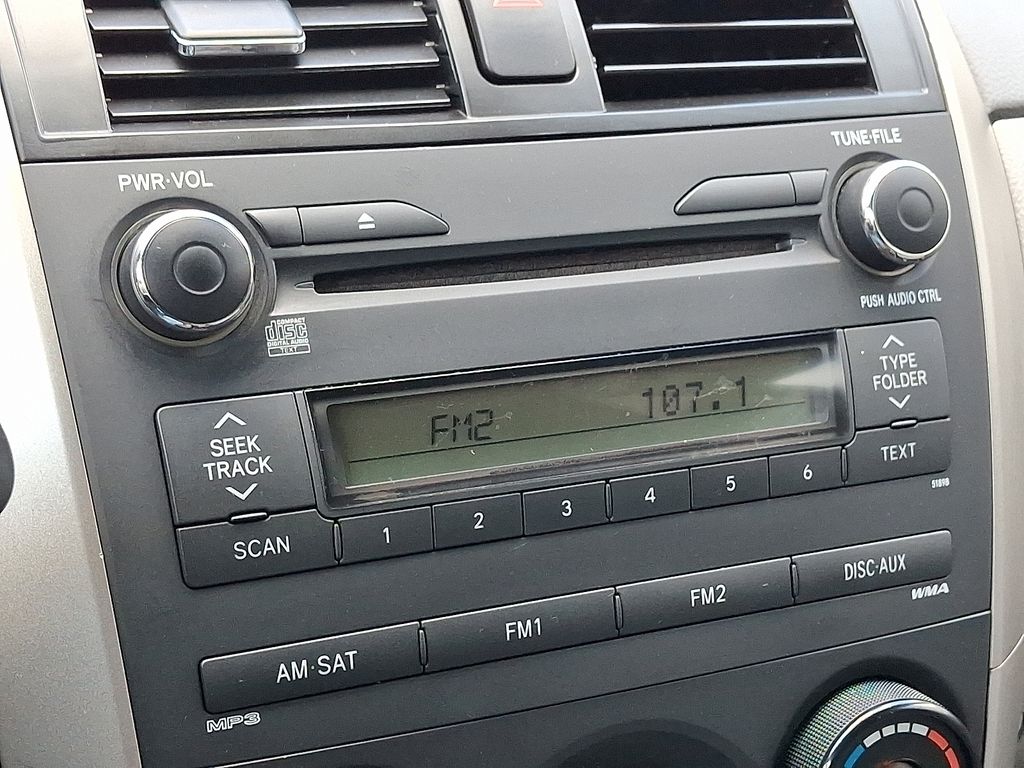 PWR·VOL
TUNE·FILE
PUSH AUDIO CTRL
COMPACT
disc
DIGITAL AUDIO
TEXT
SEEK
TRACK
FM2 107.1
TYPE
FOLDER
SCAN
1 2 3 4 5 6
TEXT
51898
AM·SAT
FM1
FM2
DISC·AUX
MP3
WMA